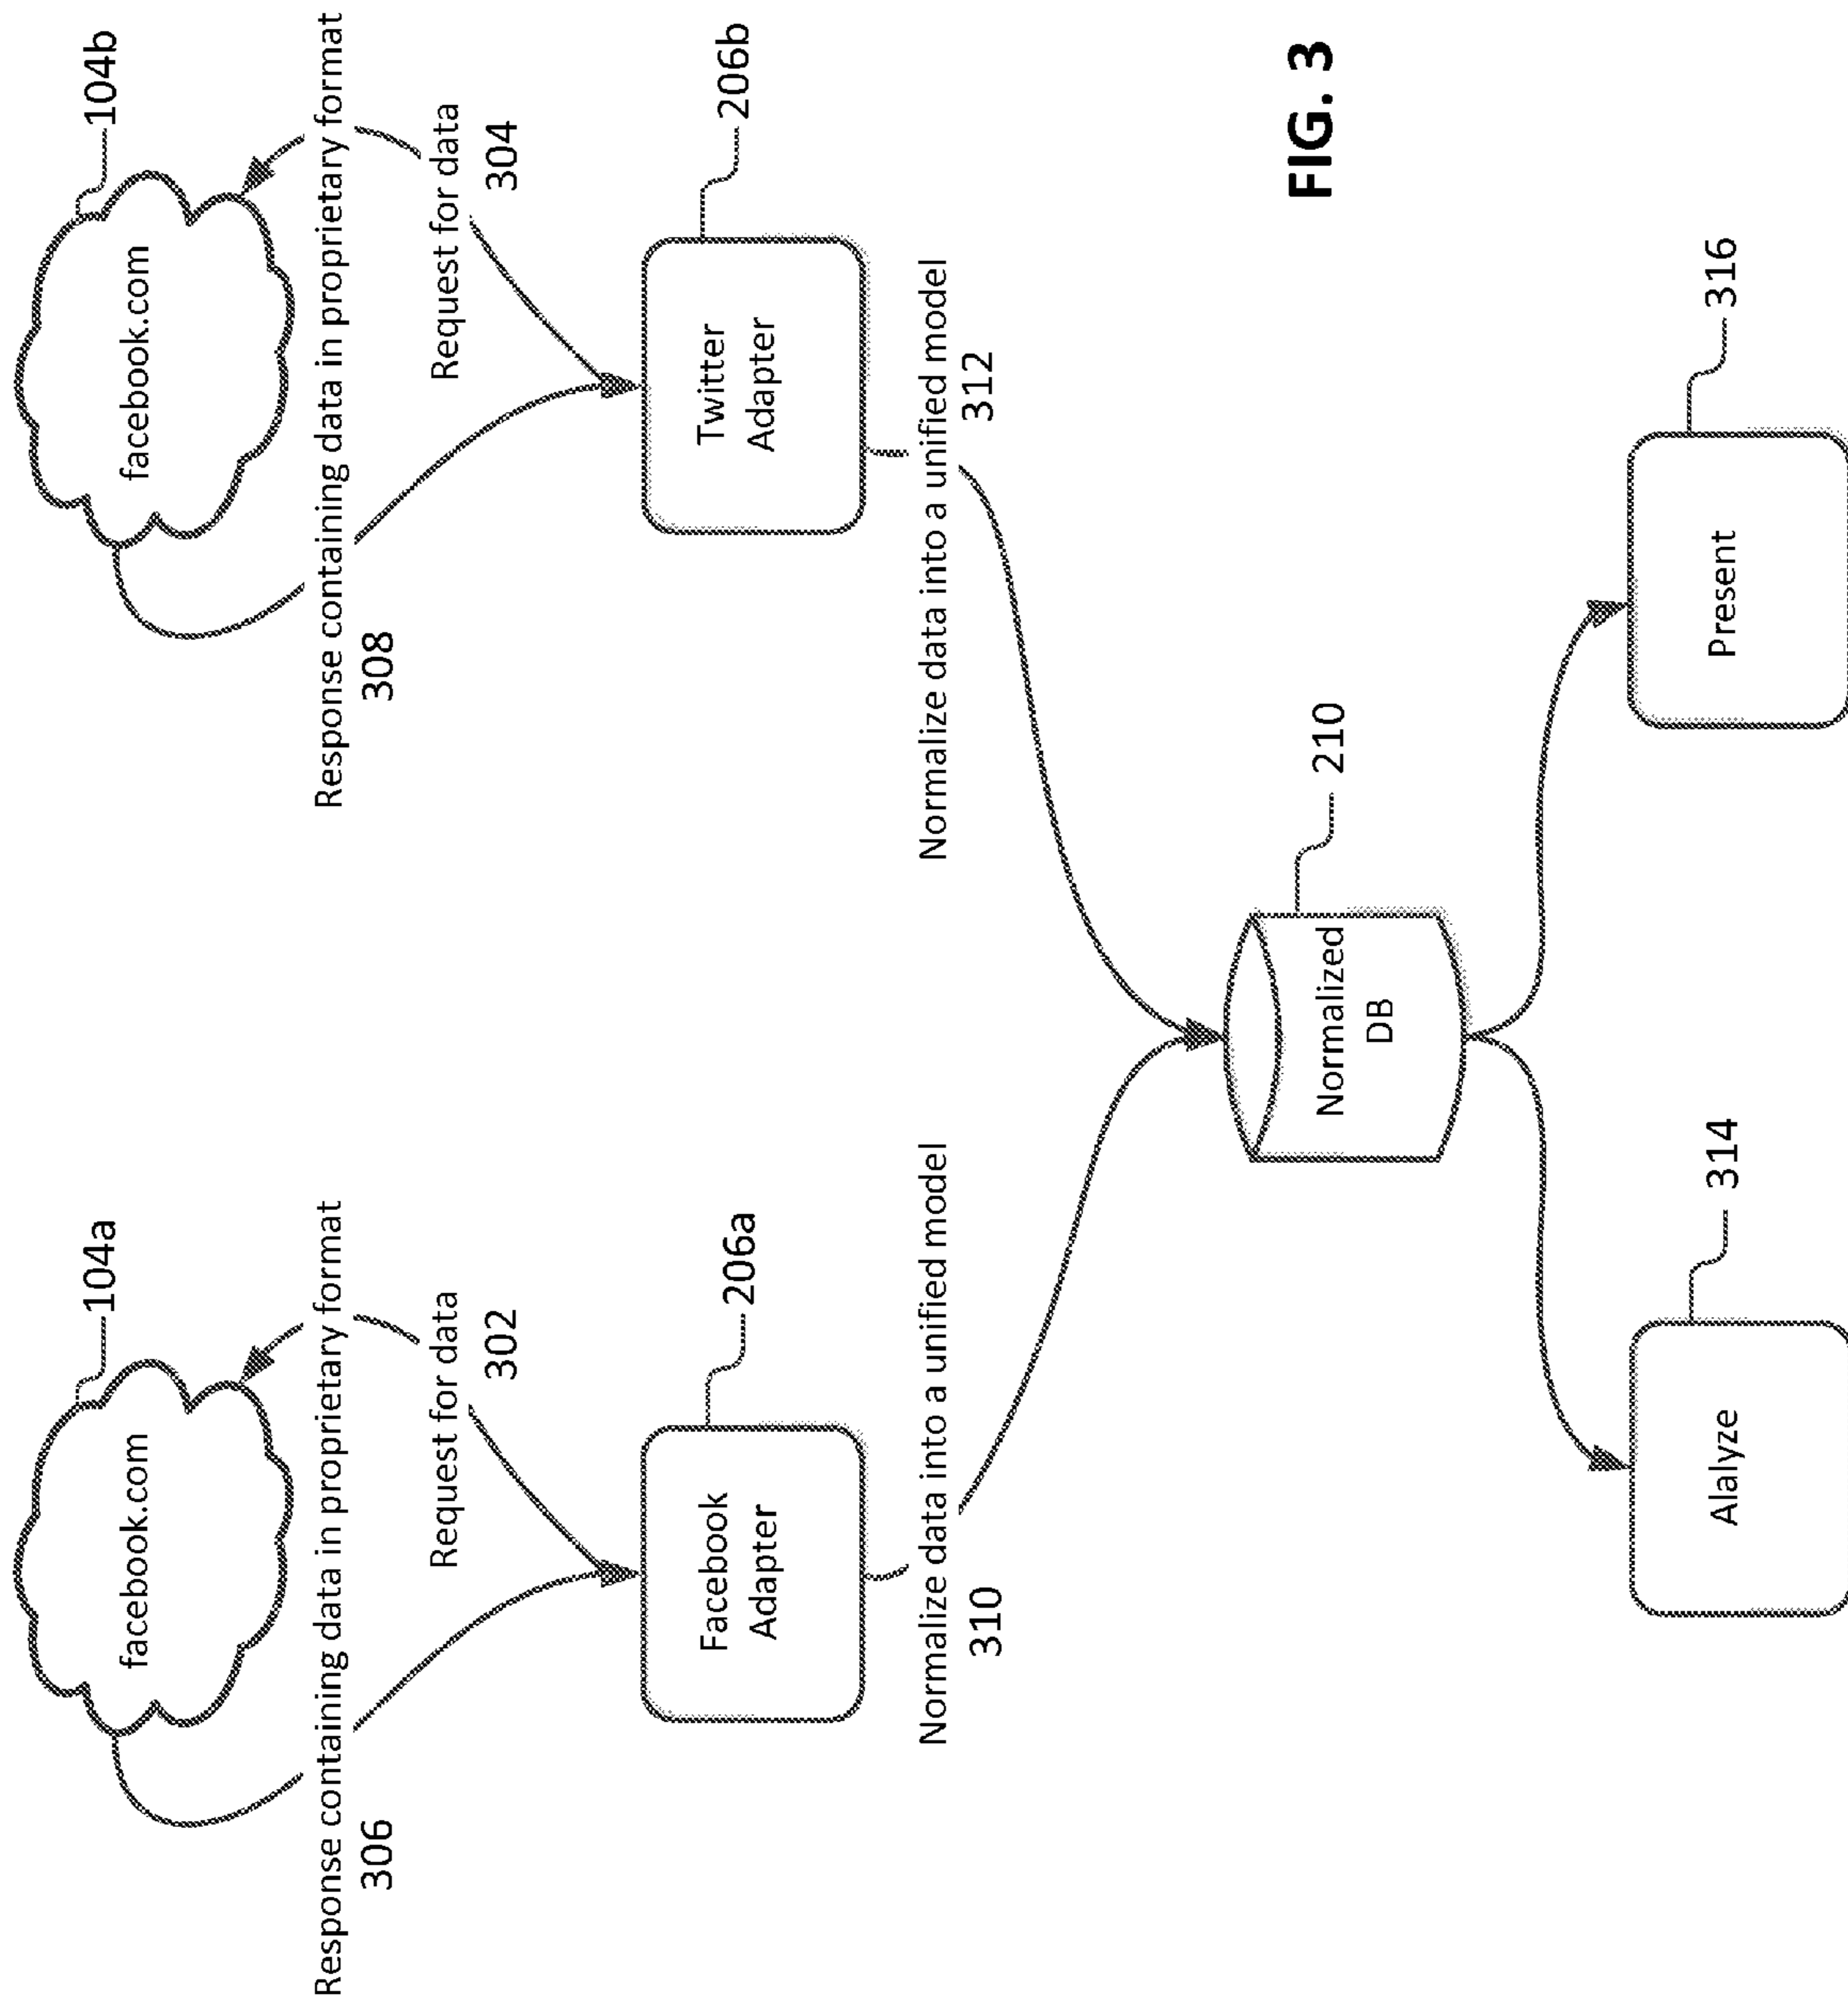 104a
facebook.com
Response containing data in proprietary format
306
Request for data
302
206a
Facebook
Adapter
Normalize data into a unified model
310
104b
facebook.com
Response containing data in proprietary format
308
Request for data
304
206b
Twitter
Adapter
Normalize data into a unified model
312
210
Normalized
DB
314
Alalyze
316
Present
FIG. 3